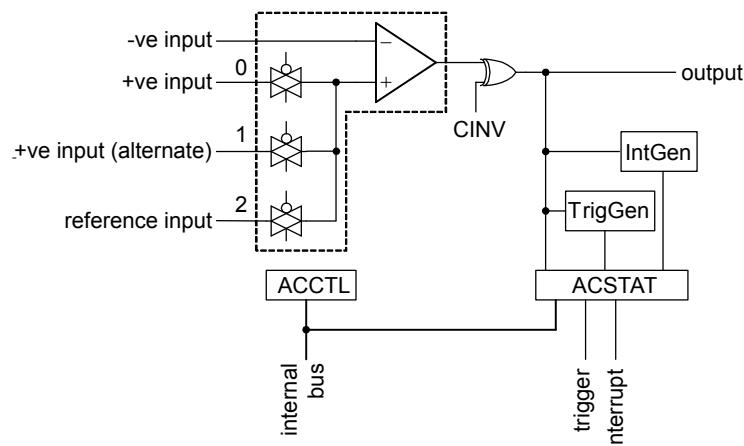 -ve input
−
+ve input
0
+
output
CINV
+ve input (alternate)
1
IntGen
TrigGen
reference input
2
ACCTL
ACSTAT
internal
bus
trigger
nterrupt